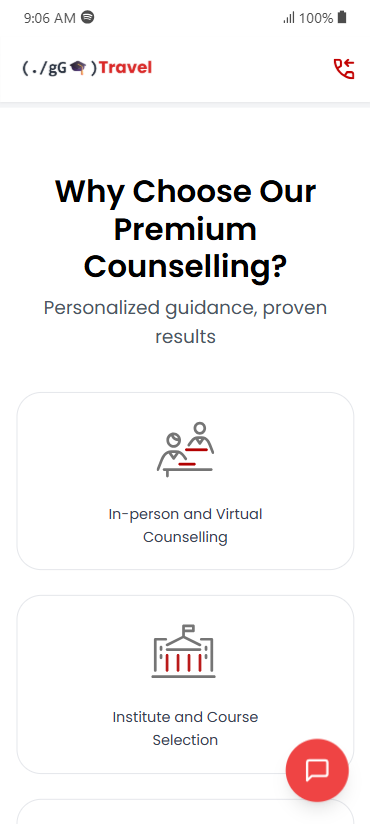 9:06 AM 100%
(./gG🎓)Travel
Why Choose Our
Premium
Counselling?
Personalized guidance, proven
results
In-person and Virtual
Counselling
Institute and Course
Selection